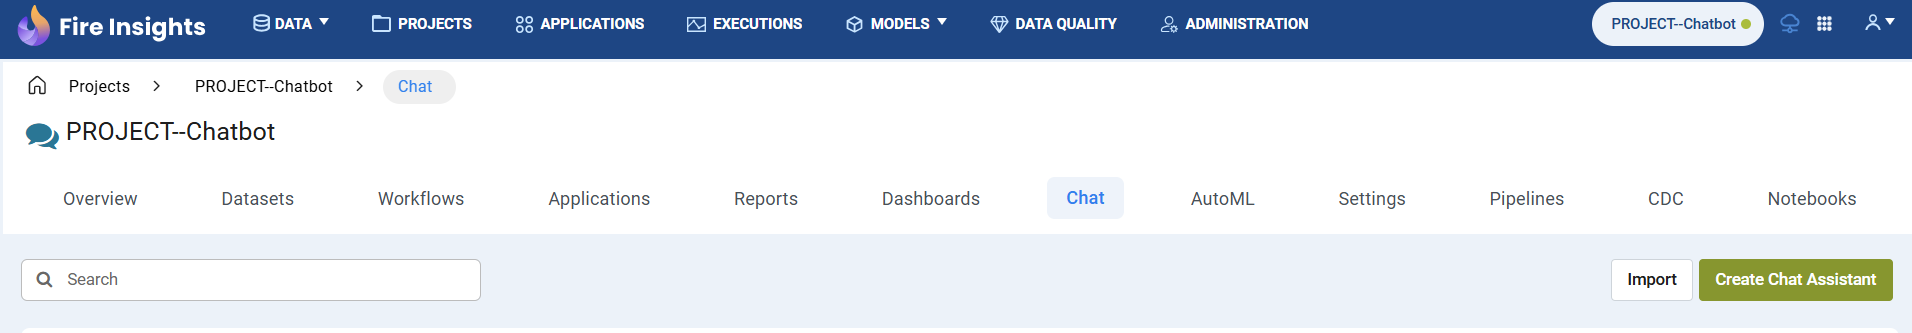 Fire Insights DATA PROJECTS APPLICATIONS EXECUTIONS MODELS DATA QUALITY ADMINISTRATION PROJECT--Chatbot
Projects PROJECT--Chatbot Chat
PROJECT--Chatbot
Overview Datasets Workflows Applications Reports Dashboards Chat AutoML Settings Pipelines CDC Notebooks
Search Import Create Chat Assistant